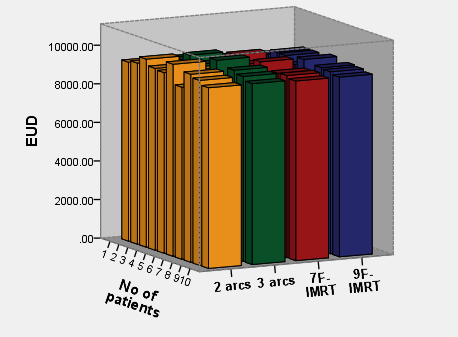 10000.00
8000.00
6000.00
4000.00
2000.00
.00
EUD
1 2 3 4 5 6 7 8 9 10
No of
patients
2 arcs
3 arcs
7F-
IMRT
9F-
IMRT